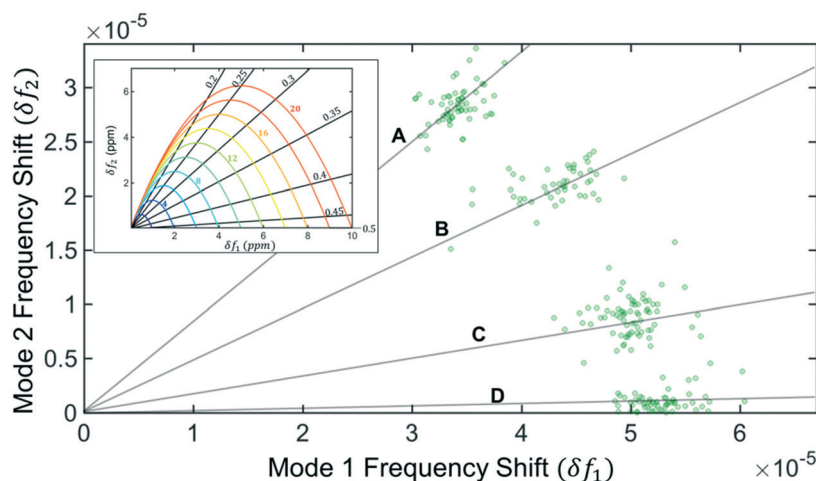 ×10⁻⁵
3
2.5
2
1.5
1
0.5
0
Mode 2 Frequency Shift (δf₂)
A
B
C
D
0 1 2 3 4 5 6
×10⁻⁵
Mode 1 Frequency Shift (δf₁)
δf₂ (ppm)
6
4
2
0.2
0.25
0.3
0.35
0.4
0.45
0.5
20
16
12
8
4
2 4 6 8 10
δf₁ (ppm)